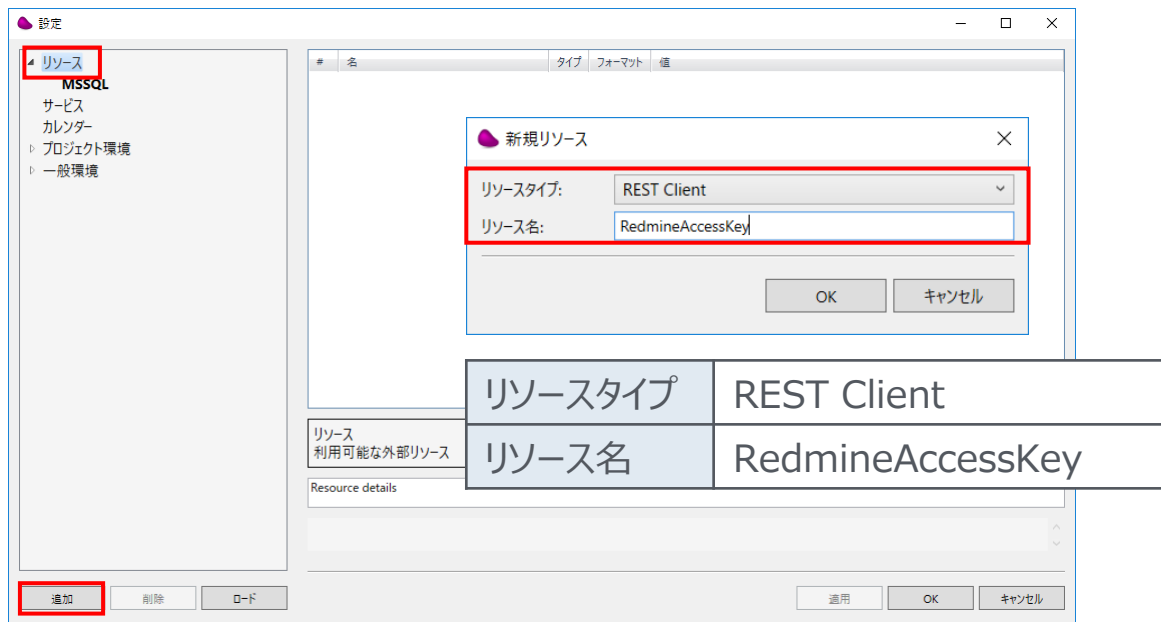 設定
リソース
MSSQL
サービス
カレンダー
プロジェクト環境
一般環境
# 名 タイプ フォーマット 値
新規リソース
リソースタイプ: REST Client
リソース名: RedmineAccessKey
OK キャンセル
リソースタイプ REST Client
リソース名 RedmineAccessKey
リソース
利用可能な外部リソース
Resource details
追加 削除 ロード 適用 OK キャンセル